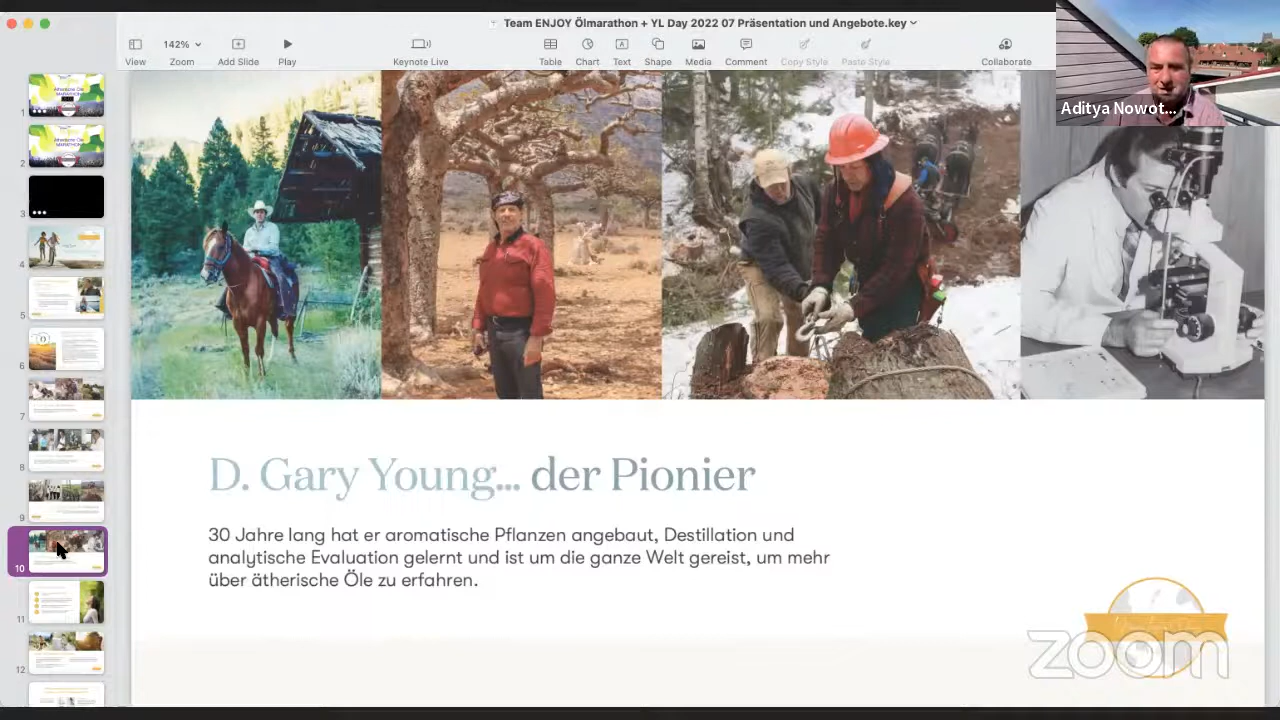 Team ENJOY Ölmarathon + YL Day 2022 07 Präsentation und Angebote.key
142%
View
Zoom
Add Slide
Play
Keynote Live
Table
Chart
Text
Shape
Media
Comment
Copy Style
Paste Style
Collaborate
Aditya Nowot...
1
2
3
4
5
6
7
8
9
10
11
12
D. Gary Young... der Pionier
30 Jahre lang hat er aromatische Pflanzen angebaut, Destillation und
analytische Evaluation gelernt und ist um die ganze Welt gereist, um mehr
über ätherische Öle zu erfahren.
zoom